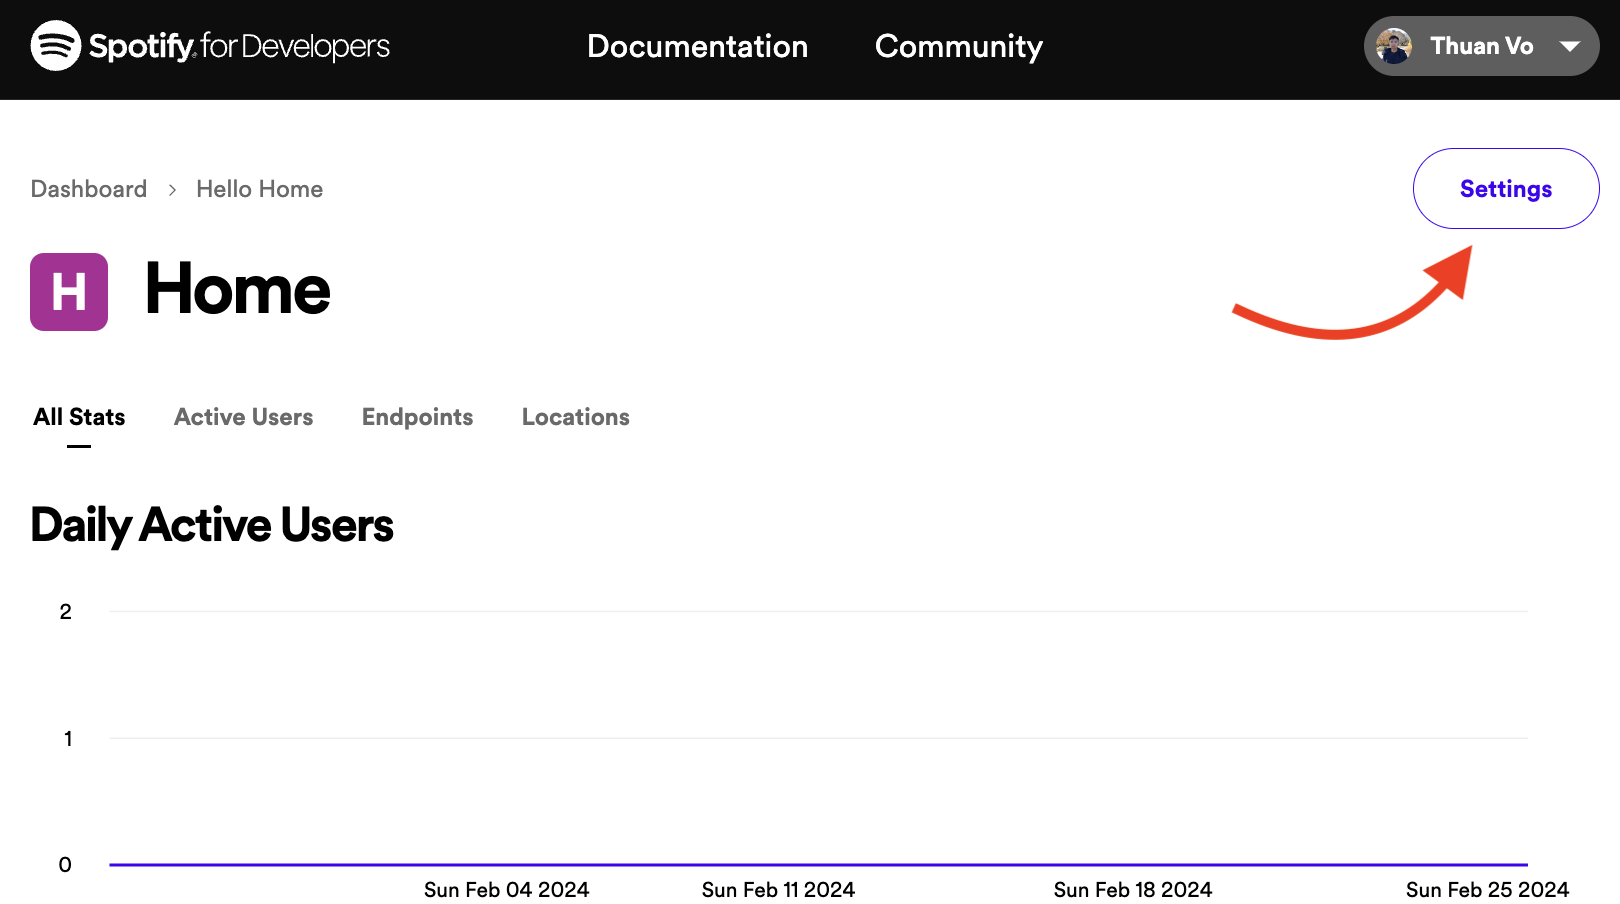 Spotify for Developers
Documentation
Community
Thuan Vo
Dashboard > Hello Home
Settings
H
Home
All Stats
Active Users
Endpoints
Locations
Daily Active Users
2
1
0
Sun Feb 04 2024
Sun Feb 11 2024
Sun Feb 18 2024
Sun Feb 25 2024